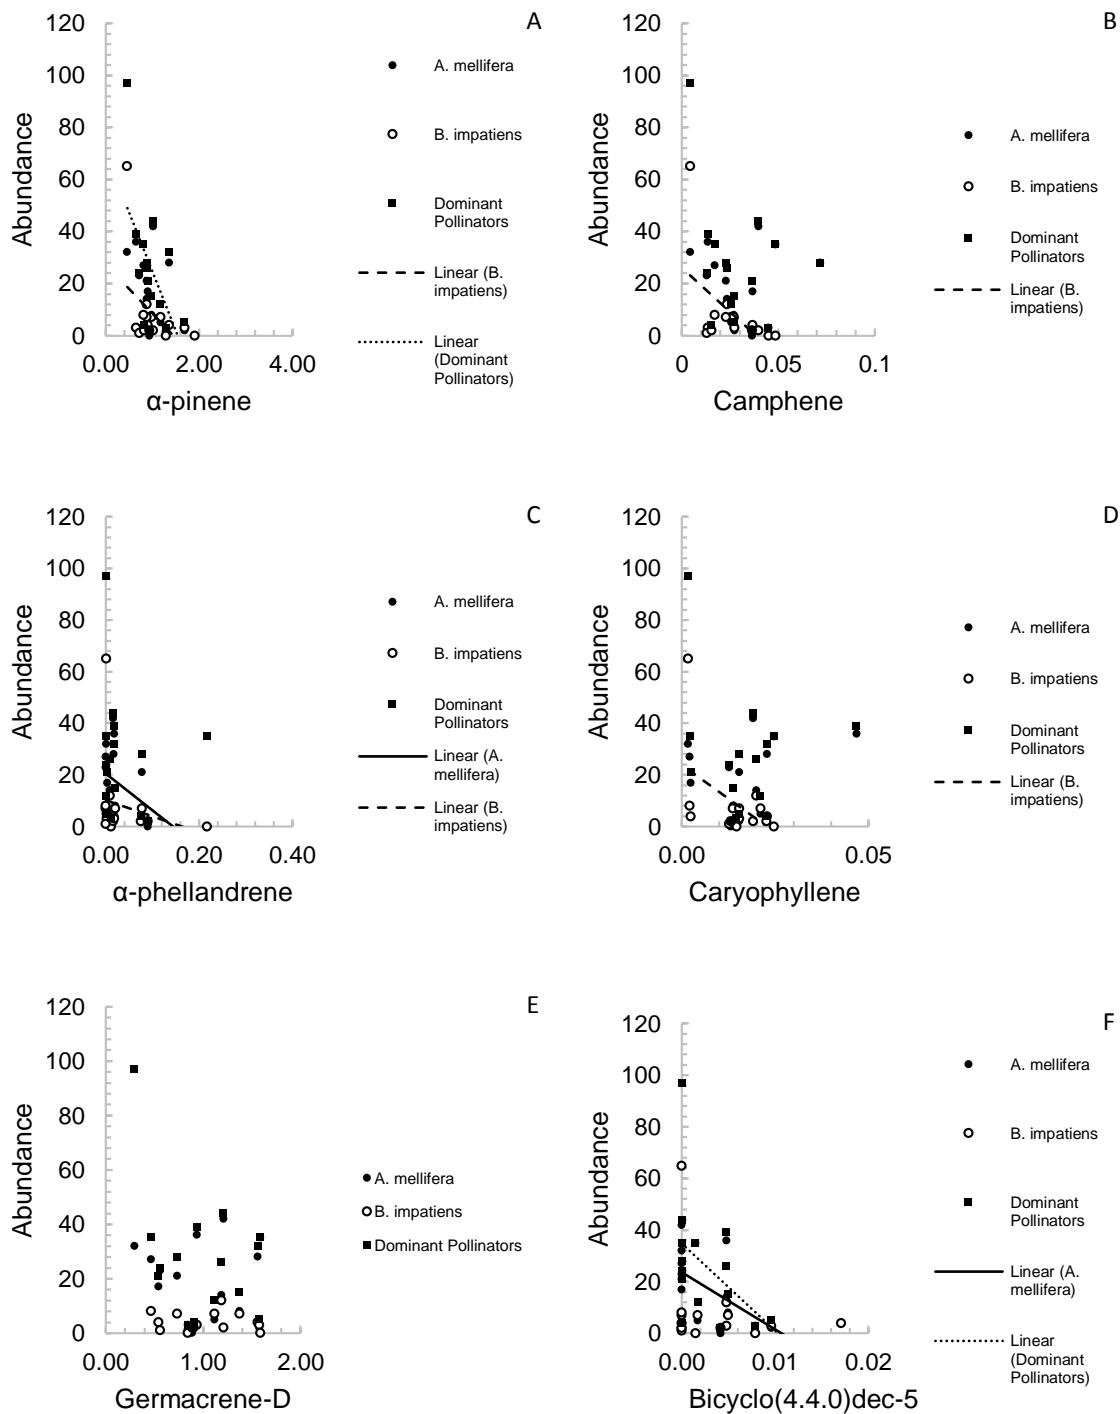 A
120
100
80
60
40
20
0
Abundance
0.00
2.00
4.00
α-pinene
A. mellifera
B. impatiens
Dominant
Pollinators
Linear (B.
impatiens)
Linear
(Dominant
Pollinators)
B
120
100
80
60
40
20
0
Abundance
0
0.05
0.1
Camphene
A. mellifera
B. impatiens
Dominant
Pollinators
Linear (B.
impatiens)
C
120
100
80
60
40
20
0
Abundance
0.00
0.20
0.40
α-phellandrene
A. mellifera
B. impatiens
Dominant
Pollinators
Linear (A.
mellifera)
Linear (B.
impatiens)
D
120
100
80
60
40
20
0
Abundance
0.00
0.05
Caryophyllene
A. mellifera
B. impatiens
Dominant
Pollinators
Linear (B.
impatiens)
E
120
100
80
60
40
20
0
Abundance
0.00
1.00
2.00
Germacrene-D
A. mellifera
B. impatiens
Dominant Pollinators
F
120
100
80
60
40
20
0
Abundance
0.00
0.01
0.02
Bicyclo(4.4.0)dec-5
A. mellifera
B. impatiens
Dominant
Pollinators
Linear (A.
mellifera)
Linear
(Dominant
Pollinators)